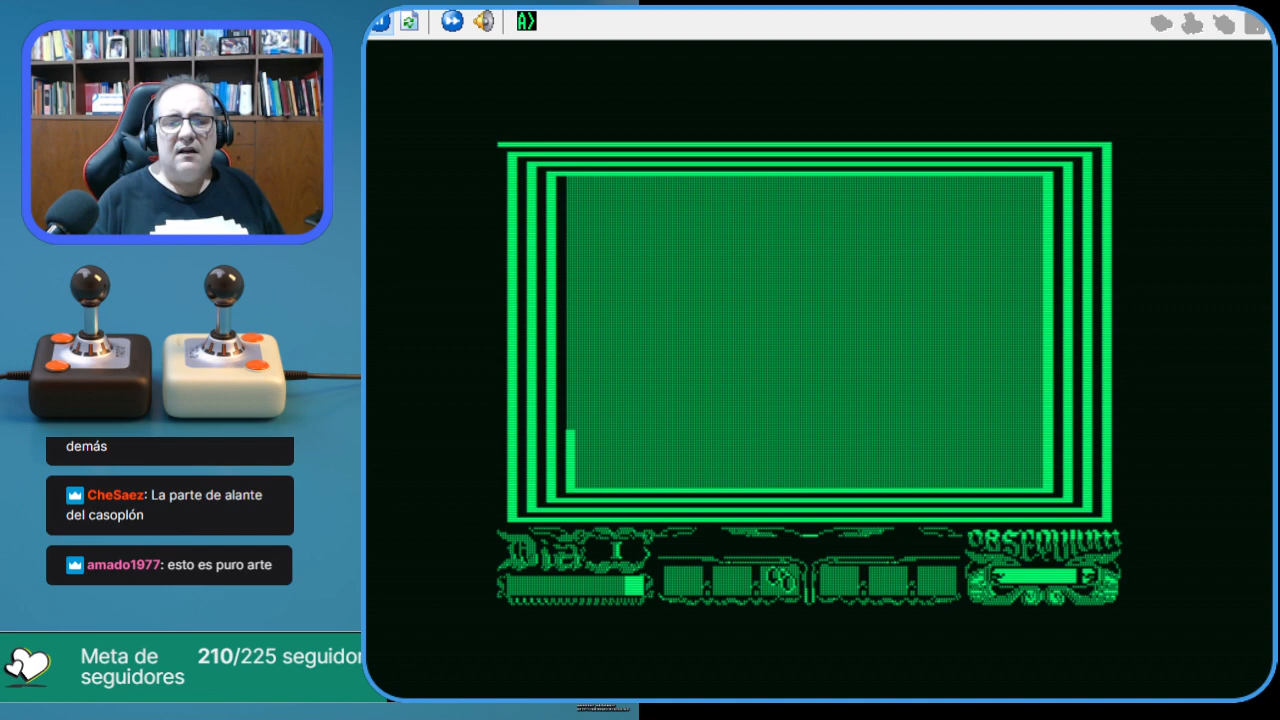 A>
demás
CheSaez: La parte de alante
del casoplón
amado1977: esto es puro arte
Dia I
OBSEQUIUM
Meta de
seguidores
210/225 seguidor